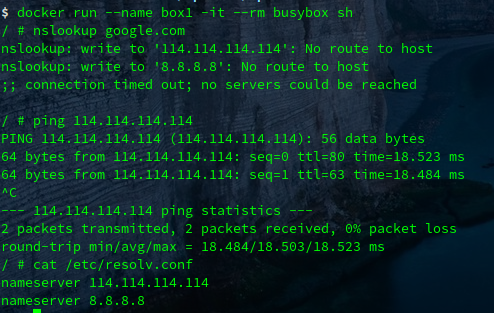 $ docker run --name box1 -it --rm busybox sh
/ # nslookup google.com
nslookup: write to '114.114.114.114': No route to host
nslookup: write to '8.8.8.8': No route to host
;; connection timed out; no servers could be reached

/ # ping 114.114.114.114
PING 114.114.114.114 (114.114.114.114): 56 data bytes
64 bytes from 114.114.114.114: seq=0 ttl=80 time=18.523 ms
64 bytes from 114.114.114.114: seq=1 ttl=63 time=18.484 ms
^C
--- 114.114.114.114 ping statistics ---
2 packets transmitted, 2 packets received, 0% packet loss
round-trip min/avg/max = 18.484/18.503/18.523 ms
/ # cat /etc/resolv.conf
nameserver 114.114.114.114
nameserver 8.8.8.8